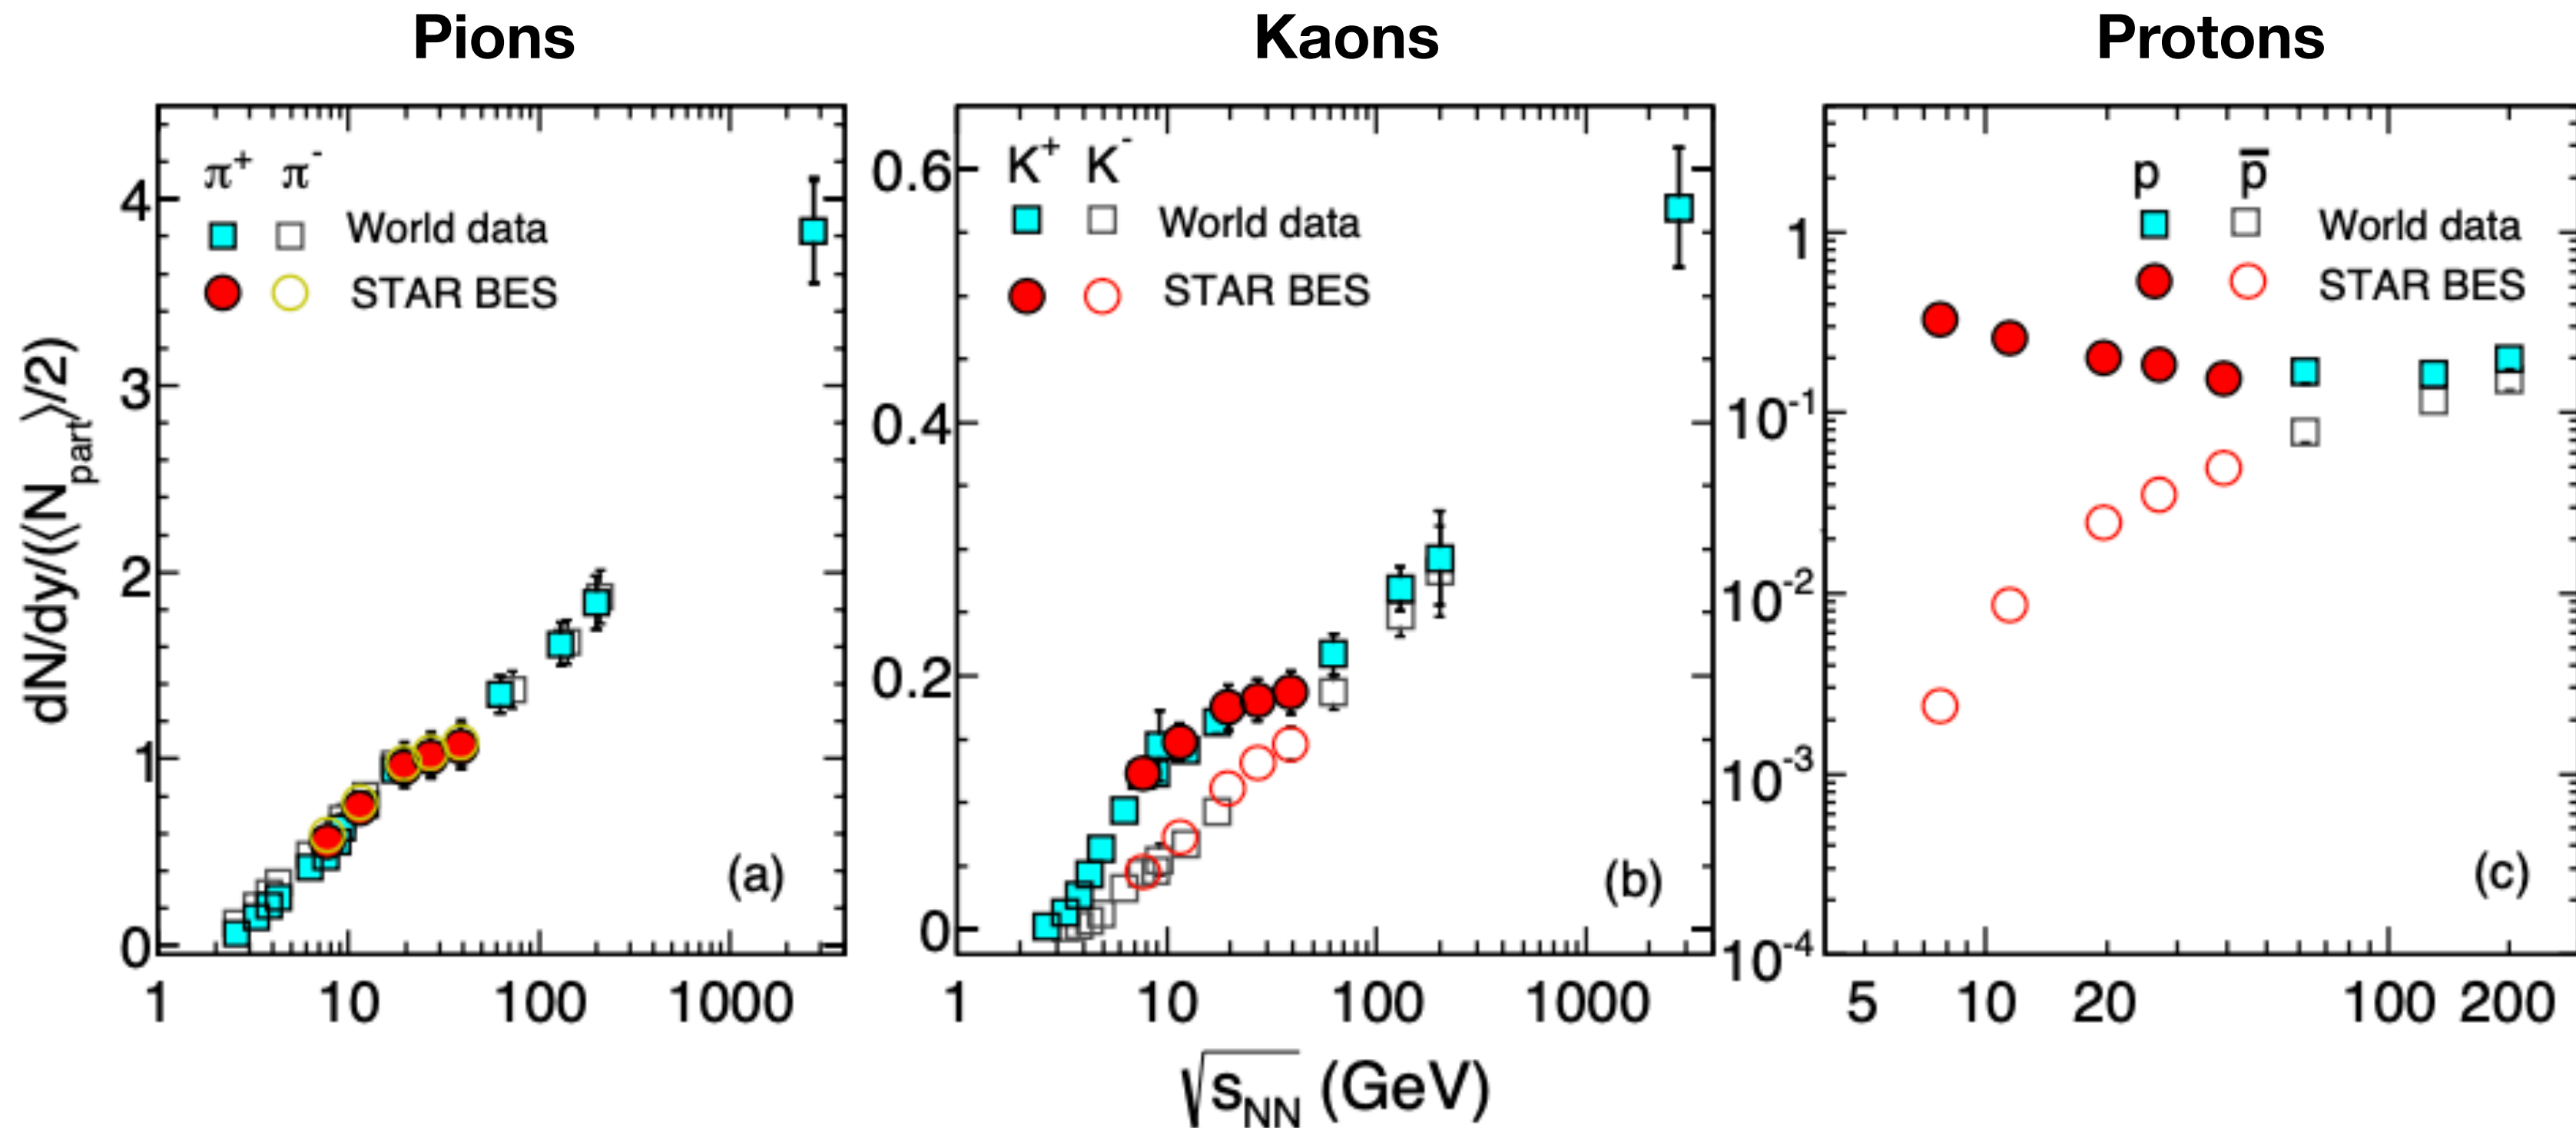 Pions
Kaons
Protons
dN/dy/(⟨N_part⟩/2)
π⁺ π⁻
World data
STAR BES
4
3
2
1
0
(a)
1 10 100 1000
K⁺ K⁻
World data
STAR BES
0.6
0.4
0.2
0
(b)
1 10 100 1000
p p̅
World data
STAR BES
1
10⁻¹
10⁻²
10⁻³
10⁻⁴
(c)
5 10 20 100 200
√s_NN (GeV)